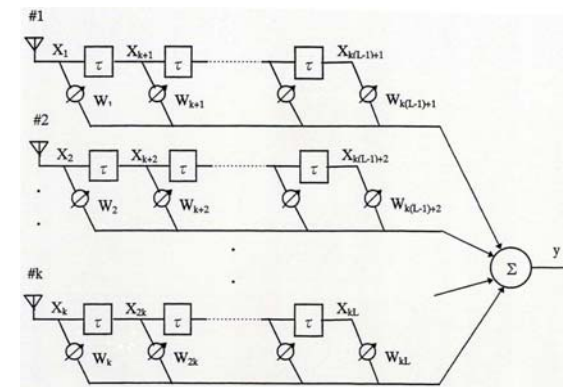 #1
X₁ τ Xₖ₊₁ τ τ Xₖ₍L₋₁₎₊₁
W₁ Wₖ₊₁ Wₖ₍L₋₁₎₊₁
#2
X₂ τ Xₖ₊₂ τ τ Xₖ₍L₋₁₎₊₂
W₂ Wₖ₊₂ Wₖ₍L₋₁₎₊₂
Σ y
#k
Xₖ τ X₂ₖ τ τ XₖL
Wₖ W₂ₖ WₖL